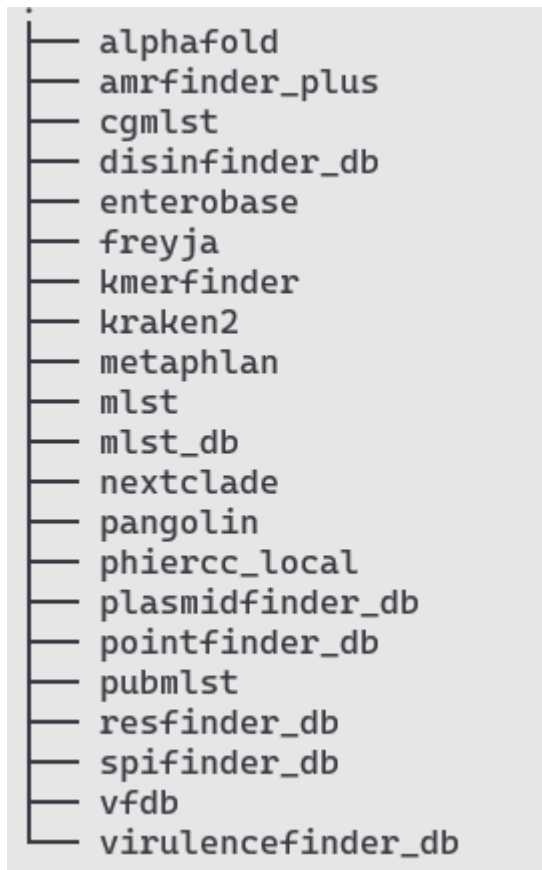 .
├── alphafold
├── amrfinder_plus
├── cgmlst
├── disinfinder_db
├── enterobase
├── freyja
├── kmerfinder
├── kraken2
├── metaphlan
├── mlst
├── mlst_db
├── nextclade
├── pangolin
├── phiercc_local
├── plasmidfinder_db
├── pointfinder_db
├── pubmlst
├── resfinder_db
├── spifinder_db
├── vfdb
└── virulencefinder_db